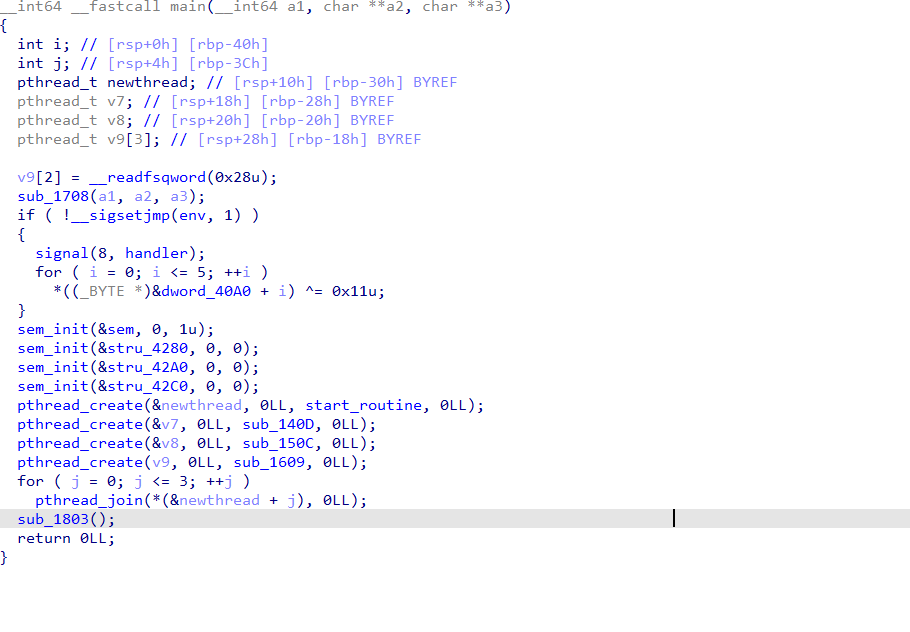 __int64 __fastcall main(__int64 a1, char **a2, char **a3)
{
  int i; // [rsp+0h] [rbp-40h]
  int j; // [rsp+4h] [rbp-3Ch]
  pthread_t newthread; // [rsp+10h] [rbp-30h] BYREF
  pthread_t v7; // [rsp+18h] [rbp-28h] BYREF
  pthread_t v8; // [rsp+20h] [rbp-20h] BYREF
  pthread_t v9[3]; // [rsp+28h] [rbp-18h] BYREF

  v9[2] = __readfsqword(0x28u);
  sub_1708(a1, a2, a3);
  if ( !__sigsetjmp(env, 1) )
  {
    signal(8, handler);
    for ( i = 0; i <= 5; ++i )
      *((_BYTE *)&dword_40A0 + i) ^= 0x11u;
  }
  sem_init(&sem, 0, 1u);
  sem_init(&stru_4280, 0, 0);
  sem_init(&stru_42A0, 0, 0);
  sem_init(&stru_42C0, 0, 0);
  pthread_create(&newthread, 0LL, start_routine, 0LL);
  pthread_create(&v7, 0LL, sub_140D, 0LL);
  pthread_create(&v8, 0LL, sub_150C, 0LL);
  pthread_create(v9, 0LL, sub_1609, 0LL);
  for ( j = 0; j <= 3; ++j )
    pthread_join(*(&newthread + j), 0LL);
  sub_1803();
  return 0LL;
}